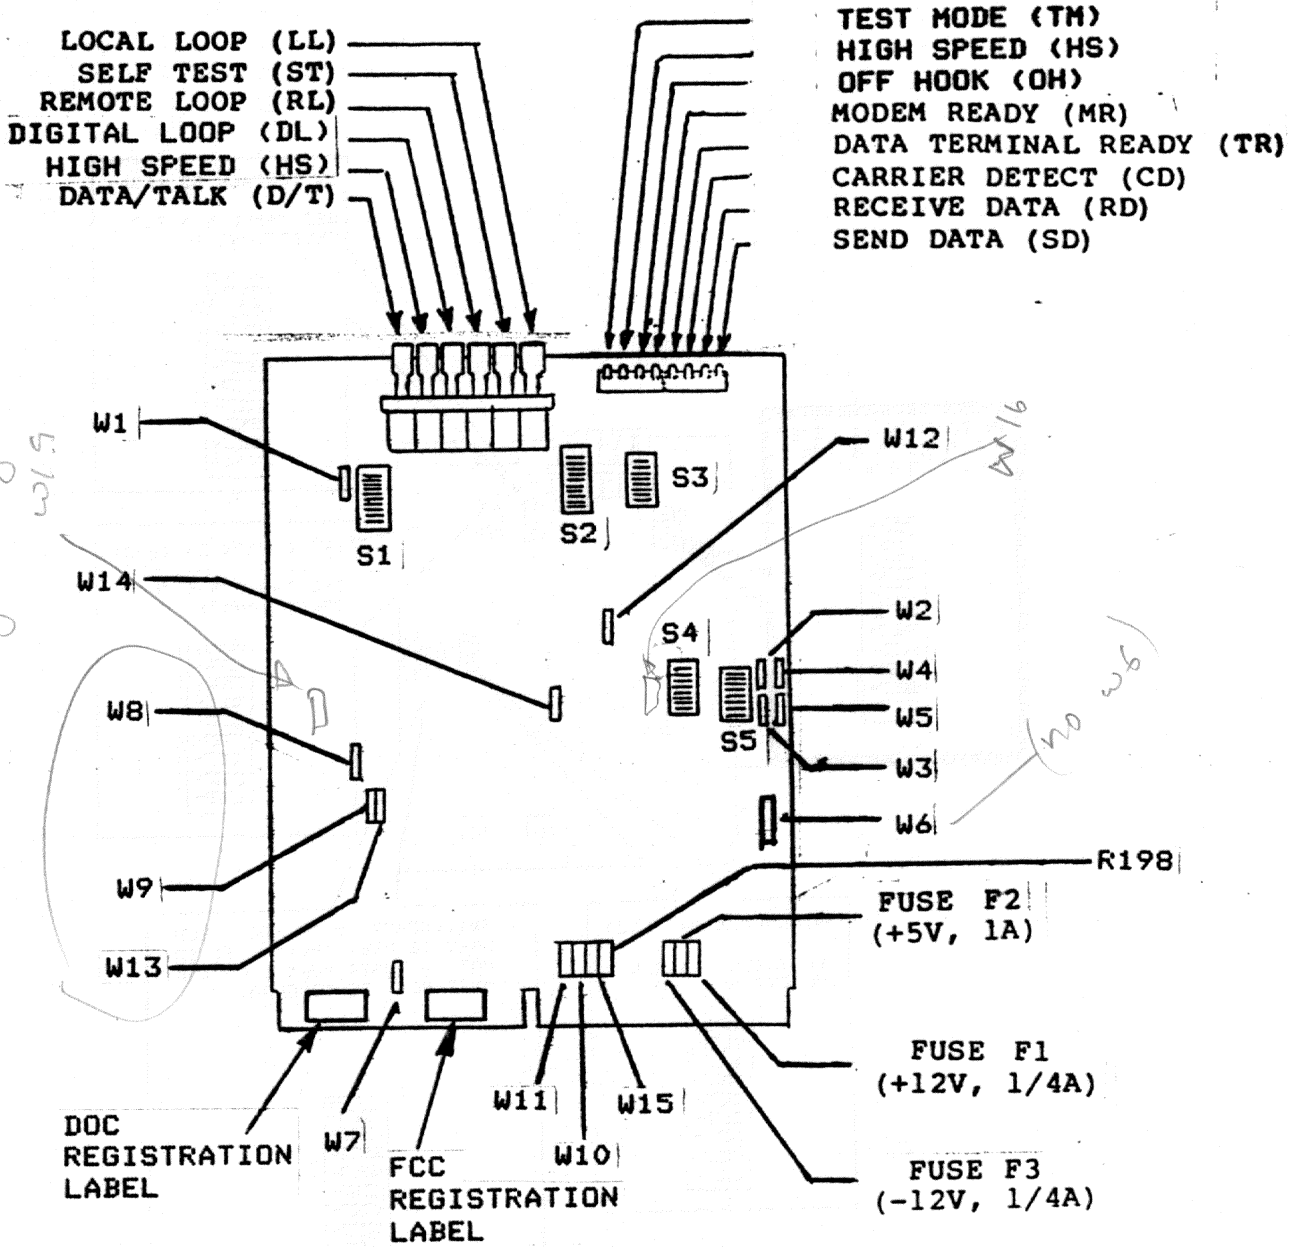 LOCAL LOOP (LL)
SELF TEST (ST)
REMOTE LOOP (RL)
DIGITAL LOOP (DL)
HIGH SPEED (HS)
DATA/TALK (D/T)
TEST MODE (TM)
HIGH SPEED (HS)
OFF HOOK (OH)
MODEM READY (MR)
DATA TERMINAL READY (TR)
CARRIER DETECT (CD)
RECEIVE DATA (RD)
SEND DATA (SD)
W1
W19
W12
W16
S1
S2
S3
W14
W2
S4
W4
W8
W5
S5
W3
no W6
W6
W9
R198
FUSE F2
(+5V, 1A)
W13
FUSE F1
(+12V, 1/4A)
W11
W15
W10
W7
DOC
REGISTRATION
LABEL
FCC
REGISTRATION
LABEL
FUSE F3
(-12V, 1/4A)